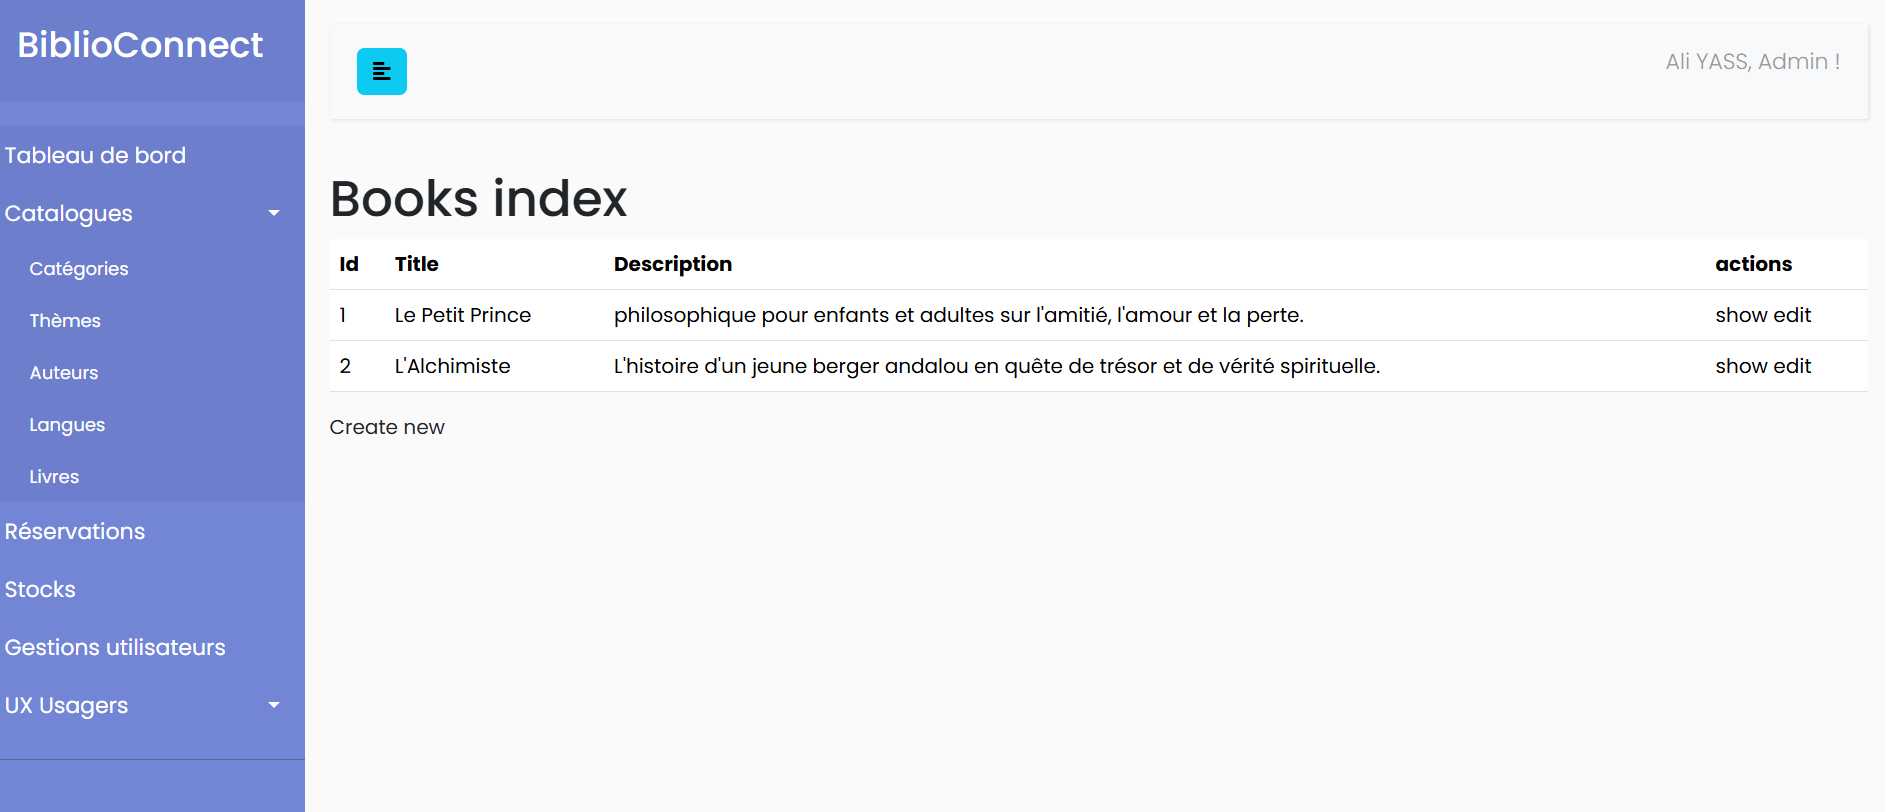 BiblioConnect
Tableau de bord
Catalogues
Catégories
Thèmes
Auteurs
Langues
Livres
Réservations
Stocks
Gestions utilisateurs
UX Usagers
Ali YASS, Admin !
Books index
Id Title Description actions
1 Le Petit Prince philosophique pour enfants et adultes sur l'amitié, l'amour et la perte. show edit
2 L'Alchimiste L'histoire d'un jeune berger andalou en quête de trésor et de vérité spirituelle. show edit
Create new